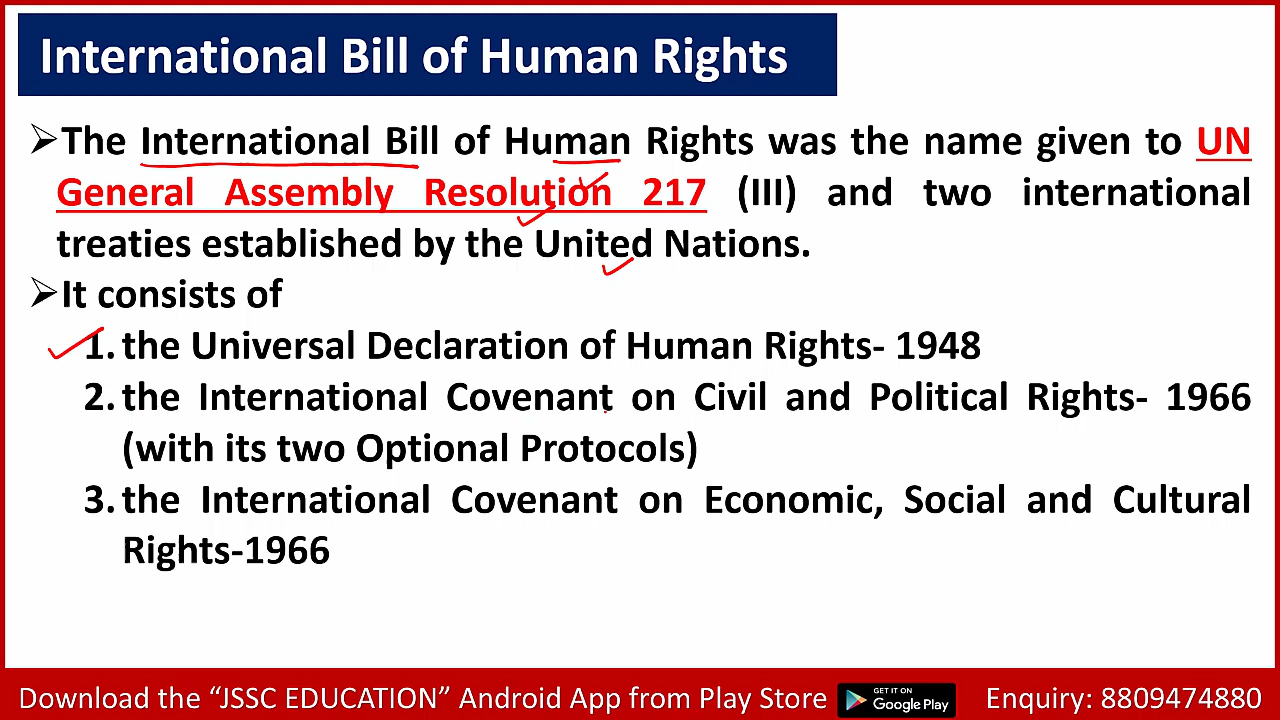 International Bill of Human Rights
➢The International Bill of Human Rights was the name given to UN
General Assembly Resolution 217 (III) and two international
treaties established by the United Nations.
➢It consists of
1. the Universal Declaration of Human Rights- 1948
2. the International Covenant on Civil and Political Rights- 1966
(with its two Optional Protocols)
3. the International Covenant on Economic, Social and Cultural
Rights-1966
Download the “JSSC EDUCATION” Android App from Play Store GET IT ON Google Play Enquiry: 8809474880